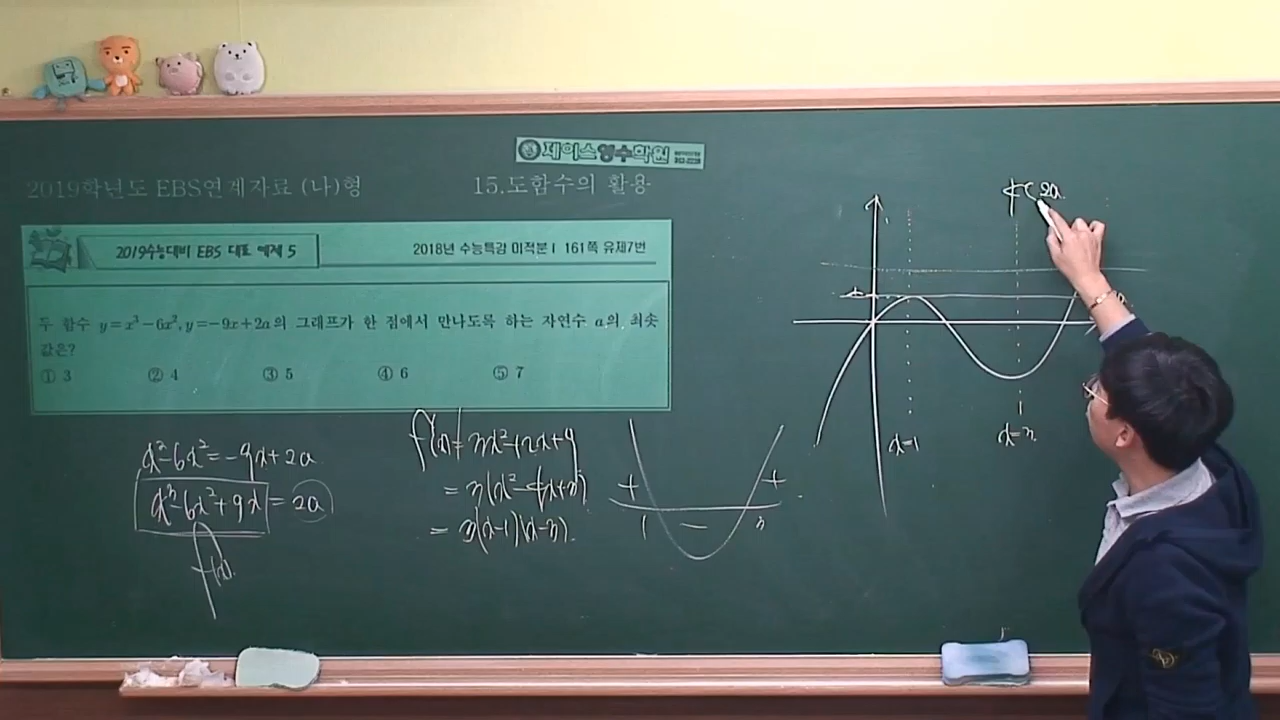 제이스영수학원
2019학년도 EBS연계자료 (나)형
15.도함수의 활용
2019수능대비 EBS 대표 예제 5
2018년 수능특강 미적분Ⅰ 161쪽 유제7번
두 함수 y=x³-6x², y=-9x+2a의 그래프가 한 점에서 만나도록 하는 자연수 a의 최솟
값은?
① 3 ② 4 ③ 5 ④ 6 ⑤ 7
x³-6x²=-9x+2a
x³-6x²+9x=2a
f(x)
=3(x²-4x+3)
=3(x-1)(x-3)
+ - +
1 3
4<2a
4
x=1
x=3